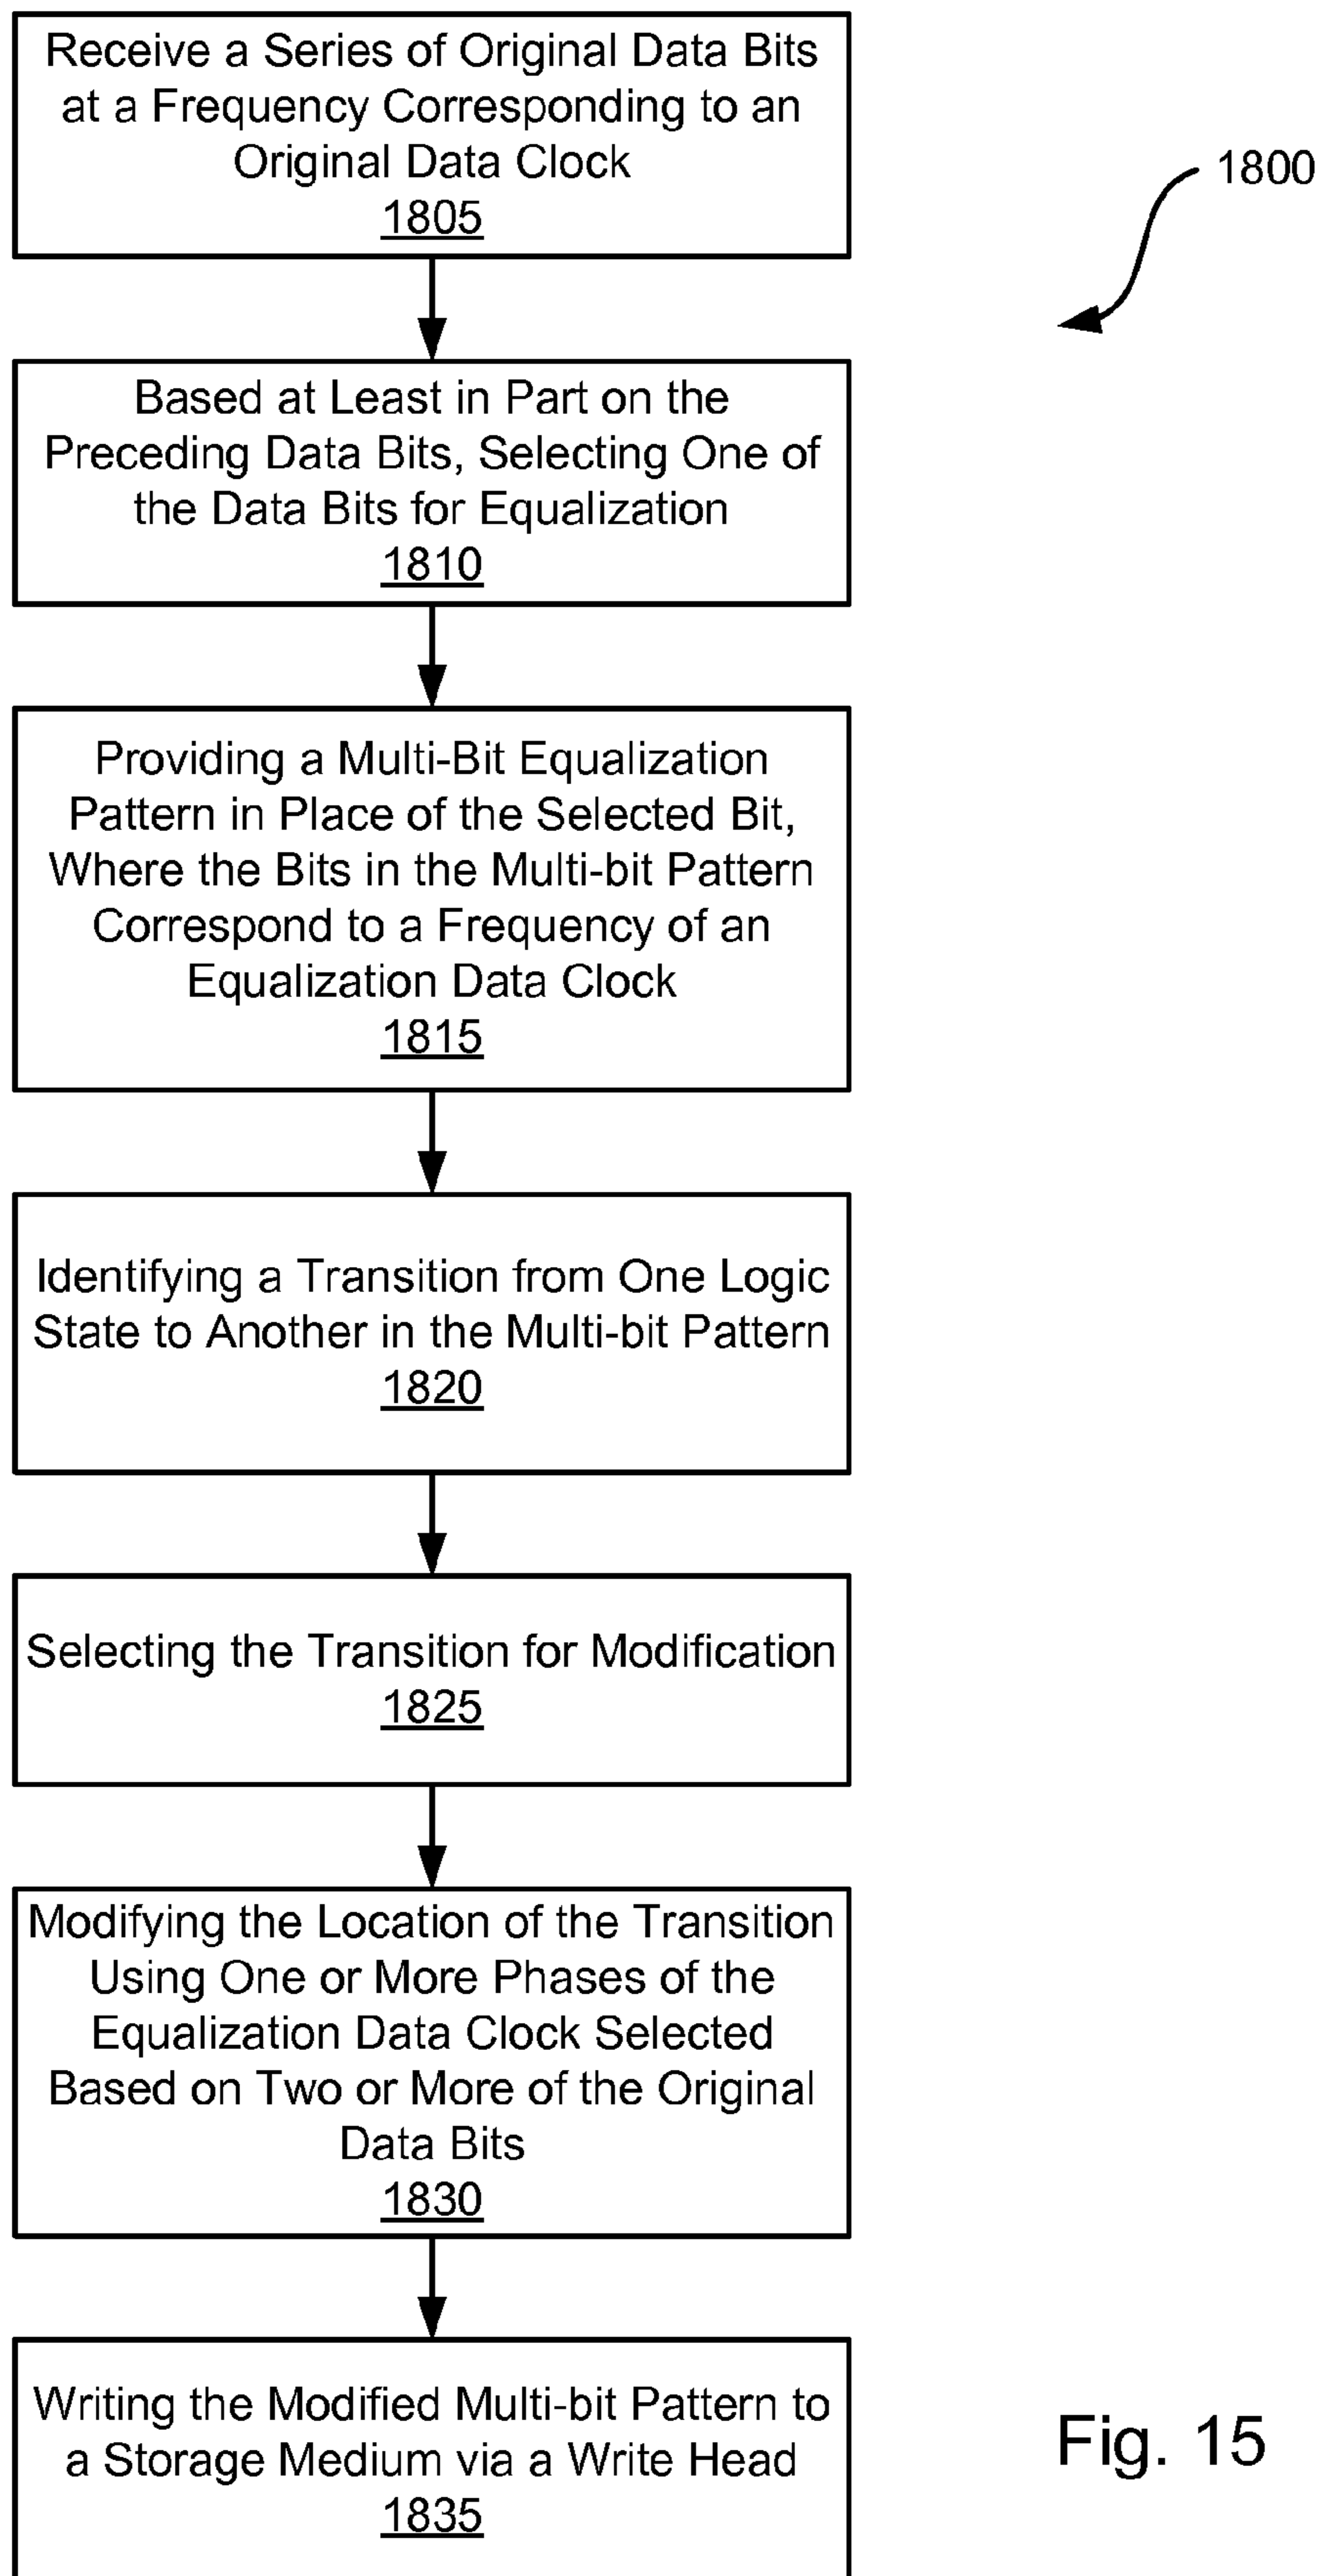 Receive a Series of Original Data Bits
at a Frequency Corresponding to an
Original Data Clock
1805
1800
Based at Least in Part on the
Preceding Data Bits, Selecting One of
the Data Bits for Equalization
1810
Providing a Multi-Bit Equalization
Pattern in Place of the Selected Bit,
Where the Bits in the Multi-bit Pattern
Correspond to a Frequency of an
Equalization Data Clock
1815
Identifying a Transition from One Logic
State to Another in the Multi-bit Pattern
1820
Selecting the Transition for Modification
1825
Modifying the Location of the Transition
Using One or More Phases of the
Equalization Data Clock Selected
Based on Two or More of the Original
Data Bits
1830
Writing the Modified Multi-bit Pattern to
a Storage Medium via a Write Head
1835
Fig. 15